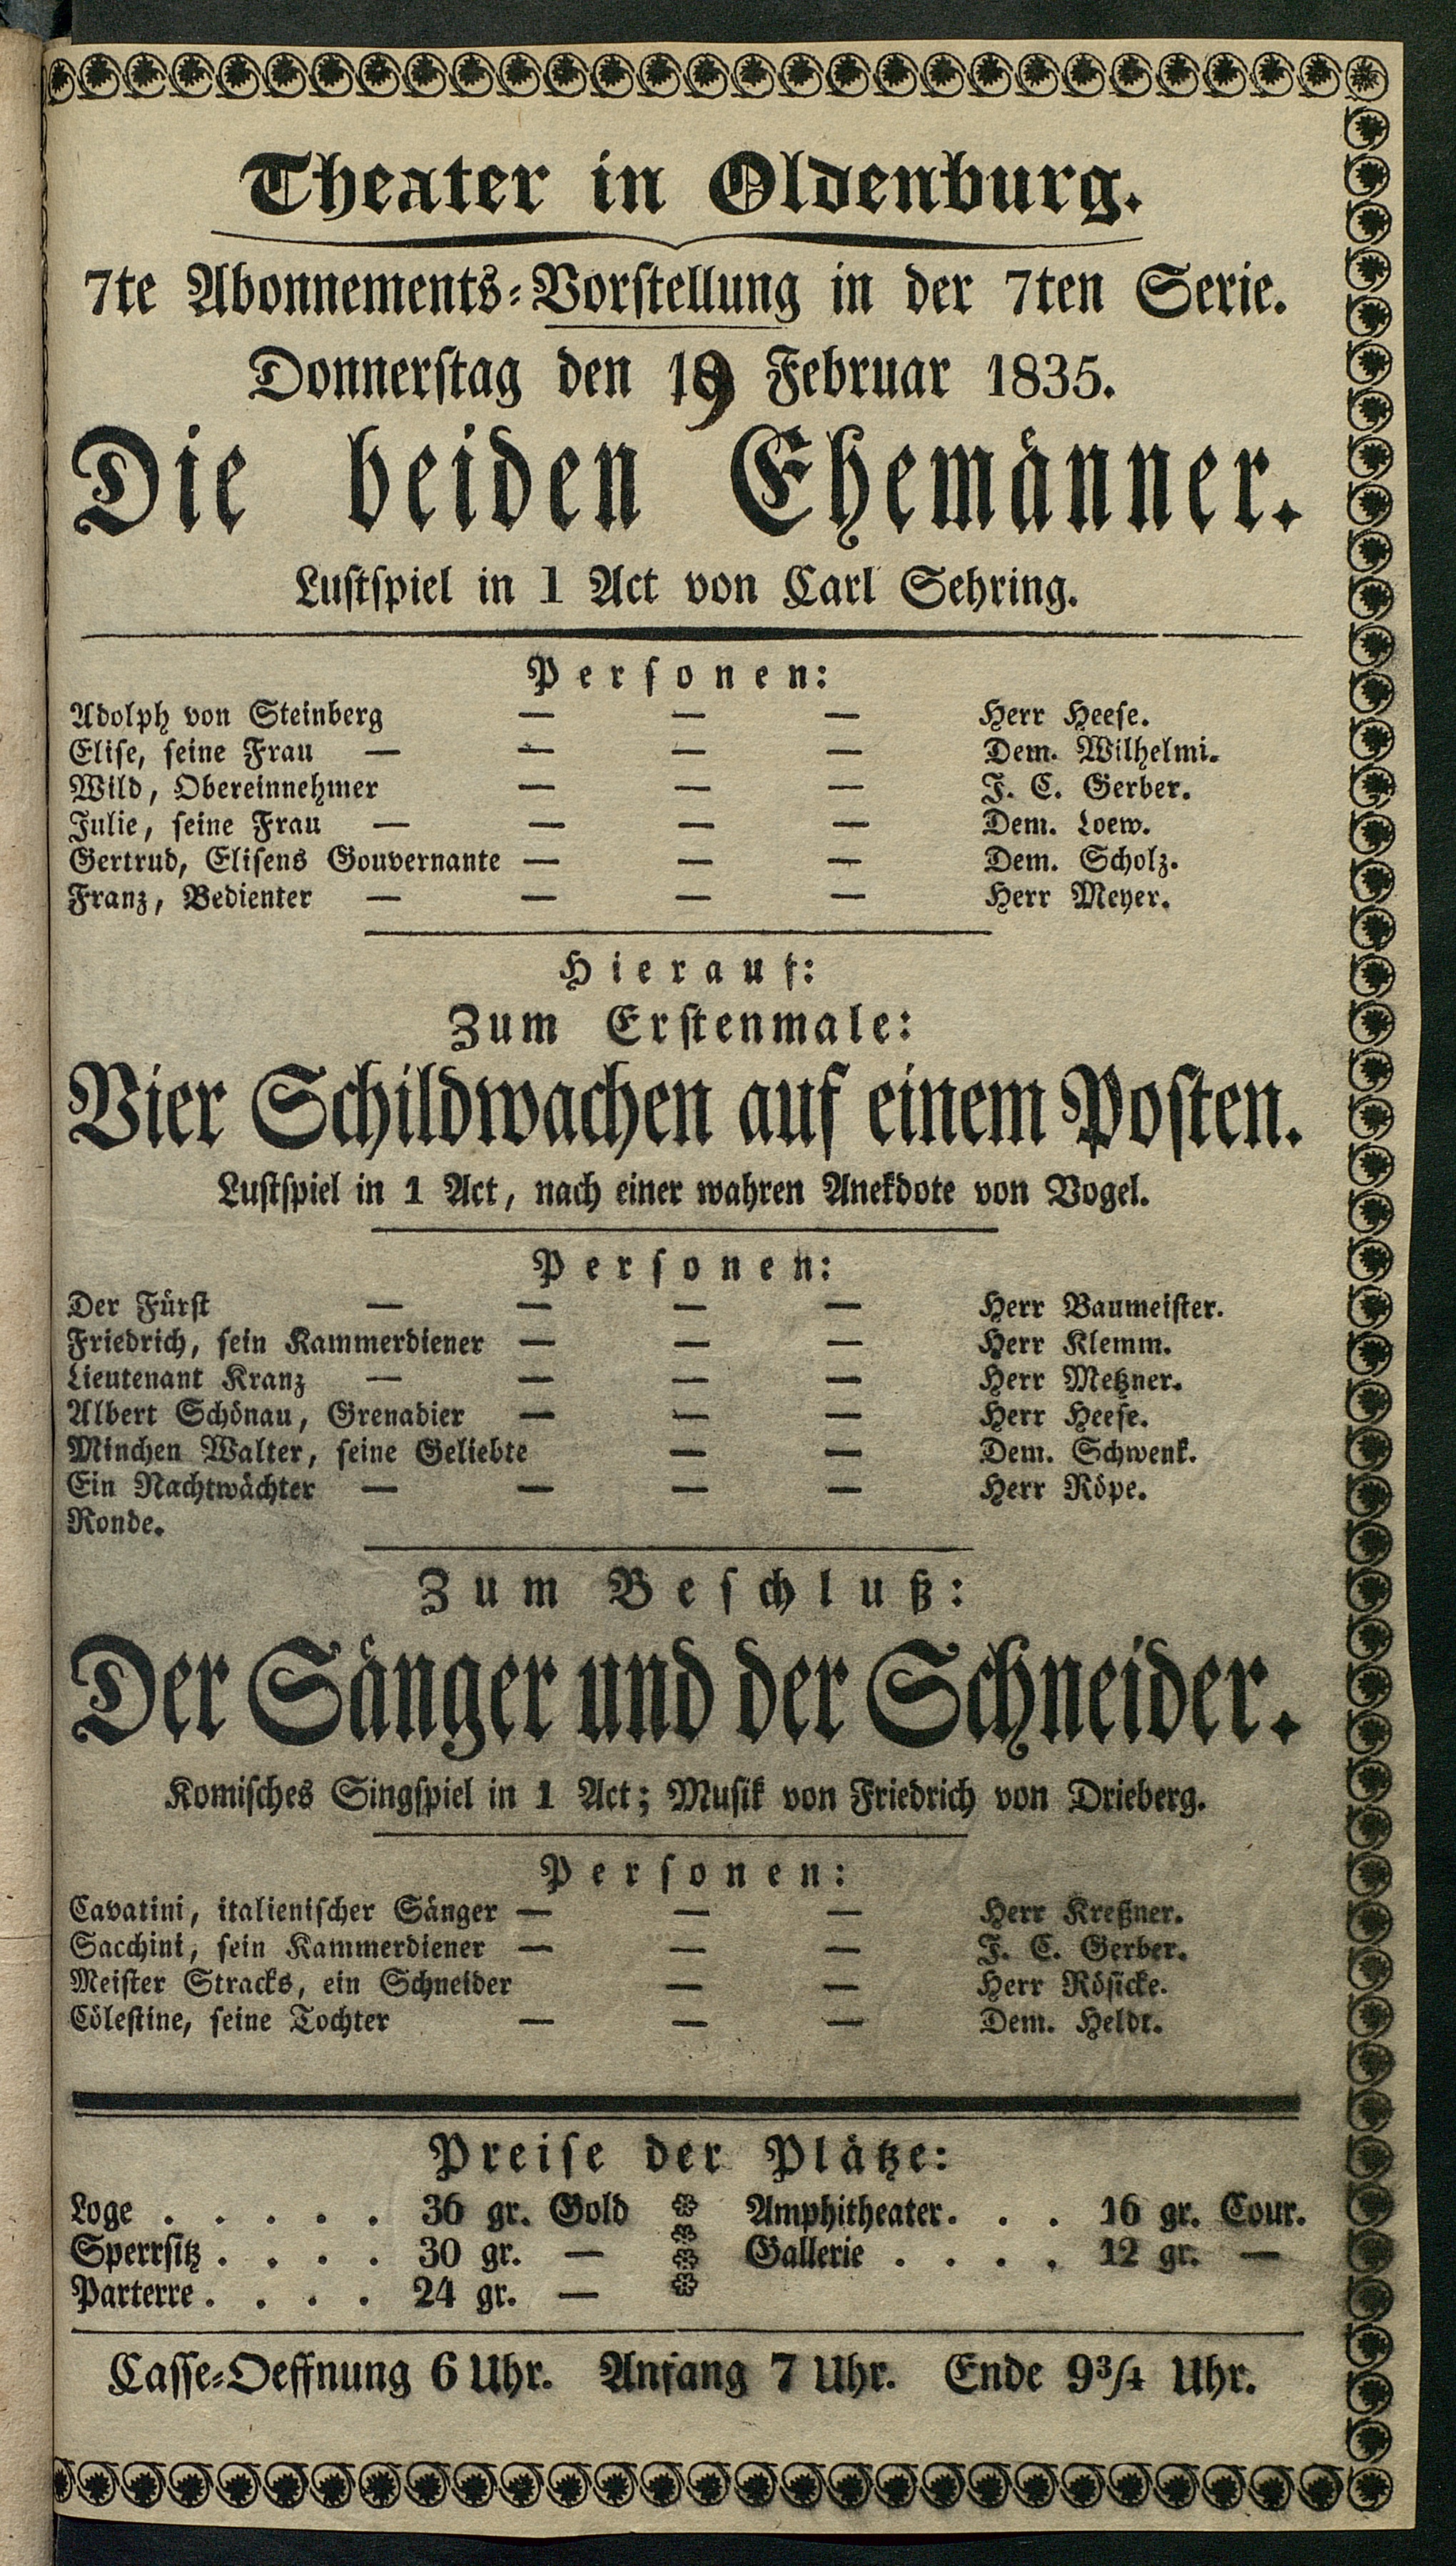 Theater in Oldenburg.
7te Abonnements-Vorstellung in der 7ten Serie.
Donnerstag den 19 Februar 1835.
Die beiden Ehemänner.
Lustspiel in 1 Act von Carl Sehring.
Personen:
Adolph von Steinberg — — — Herr Heese.
Elise, seine Frau — — — — Dem. Wilhelmi.
Wild, Obereinnehmer — — — J. C. Gerber.
Julie, seine Frau — — — — Dem. Loew.
Gertrud, Elisens Gouvernante — — — Dem. Scholz.
Franz, Bedienter — — — — Herr Meyer.
Hierauf:
Zum Erstenmale:
Vier Schildwachen auf einem Posten.
Lustspiel in 1 Act, nach einer wahren Anekdote von Vogel.
Personen:
Der Fürst — — — — Herr Baumeister.
Friedrich, sein Kammerdiener — — — Herr Klemm.
Lieutenant Kranz — — — — Herr Metzner.
Albert Schönau, Grenadier — — — Herr Heese.
Minchen Walter, seine Geliebte — — Dem. Schwenk.
Ein Nachtwächter — — — — Herr Röpe.
Ronde.
Zum Beschluß:
Der Sänger und der Schneider.
Komisches Singspiel in 1 Act; Musik von Friedrich von Drieberg.
Personen:
Cavatini, italienischer Sänger — — — Herr Kreßner.
Sacchini, sein Kammerdiener — — — J. C. Gerber.
Meister Stracks, ein Schneider — — Herr Rösicke.
Cölestine, seine Tochter — — — Dem. Heldt.
Preise der Plätze:
Loge . . . . . 36 gr. Gold
Sperrsitz . . . . 30 gr. —
Parterre . . . . 24 gr. —
Amphitheater. . . 16 gr. Cour.
Gallerie . . . . 12 gr. —
Casse-Oeffnung 6 Uhr. Anfang 7 Uhr. Ende 9¾ Uhr.